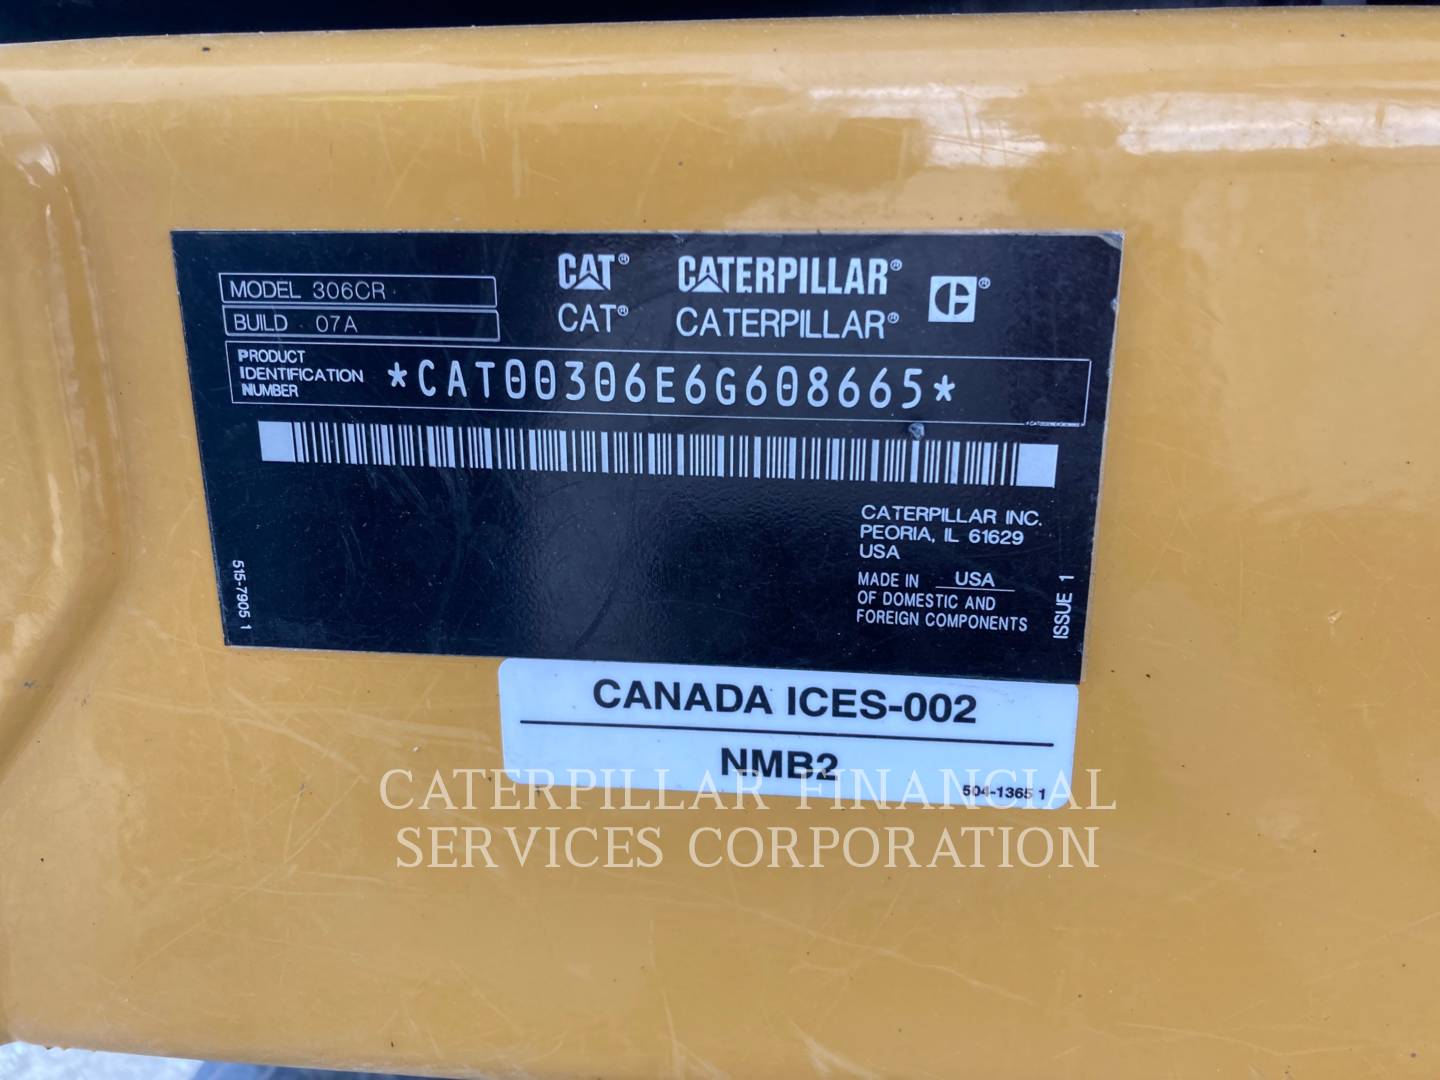 MODEL 306CR
BUILD 07A
CAT® CATERPILLAR® ®
CAT® CATERPILLAR®
PRODUCT
IDENTIFICATION
NUMBER
*CAT00306E6G608665*
CATERPILLAR INC.
PEORIA, IL 61629
USA
MADE IN USA
OF DOMESTIC AND
FOREIGN COMPONENTS
515-7905 1
ISSUE 1
CANADA ICES-002
NMB2
504-1365 1
CATERPILLAR FINANCIAL
SERVICES CORPORATION